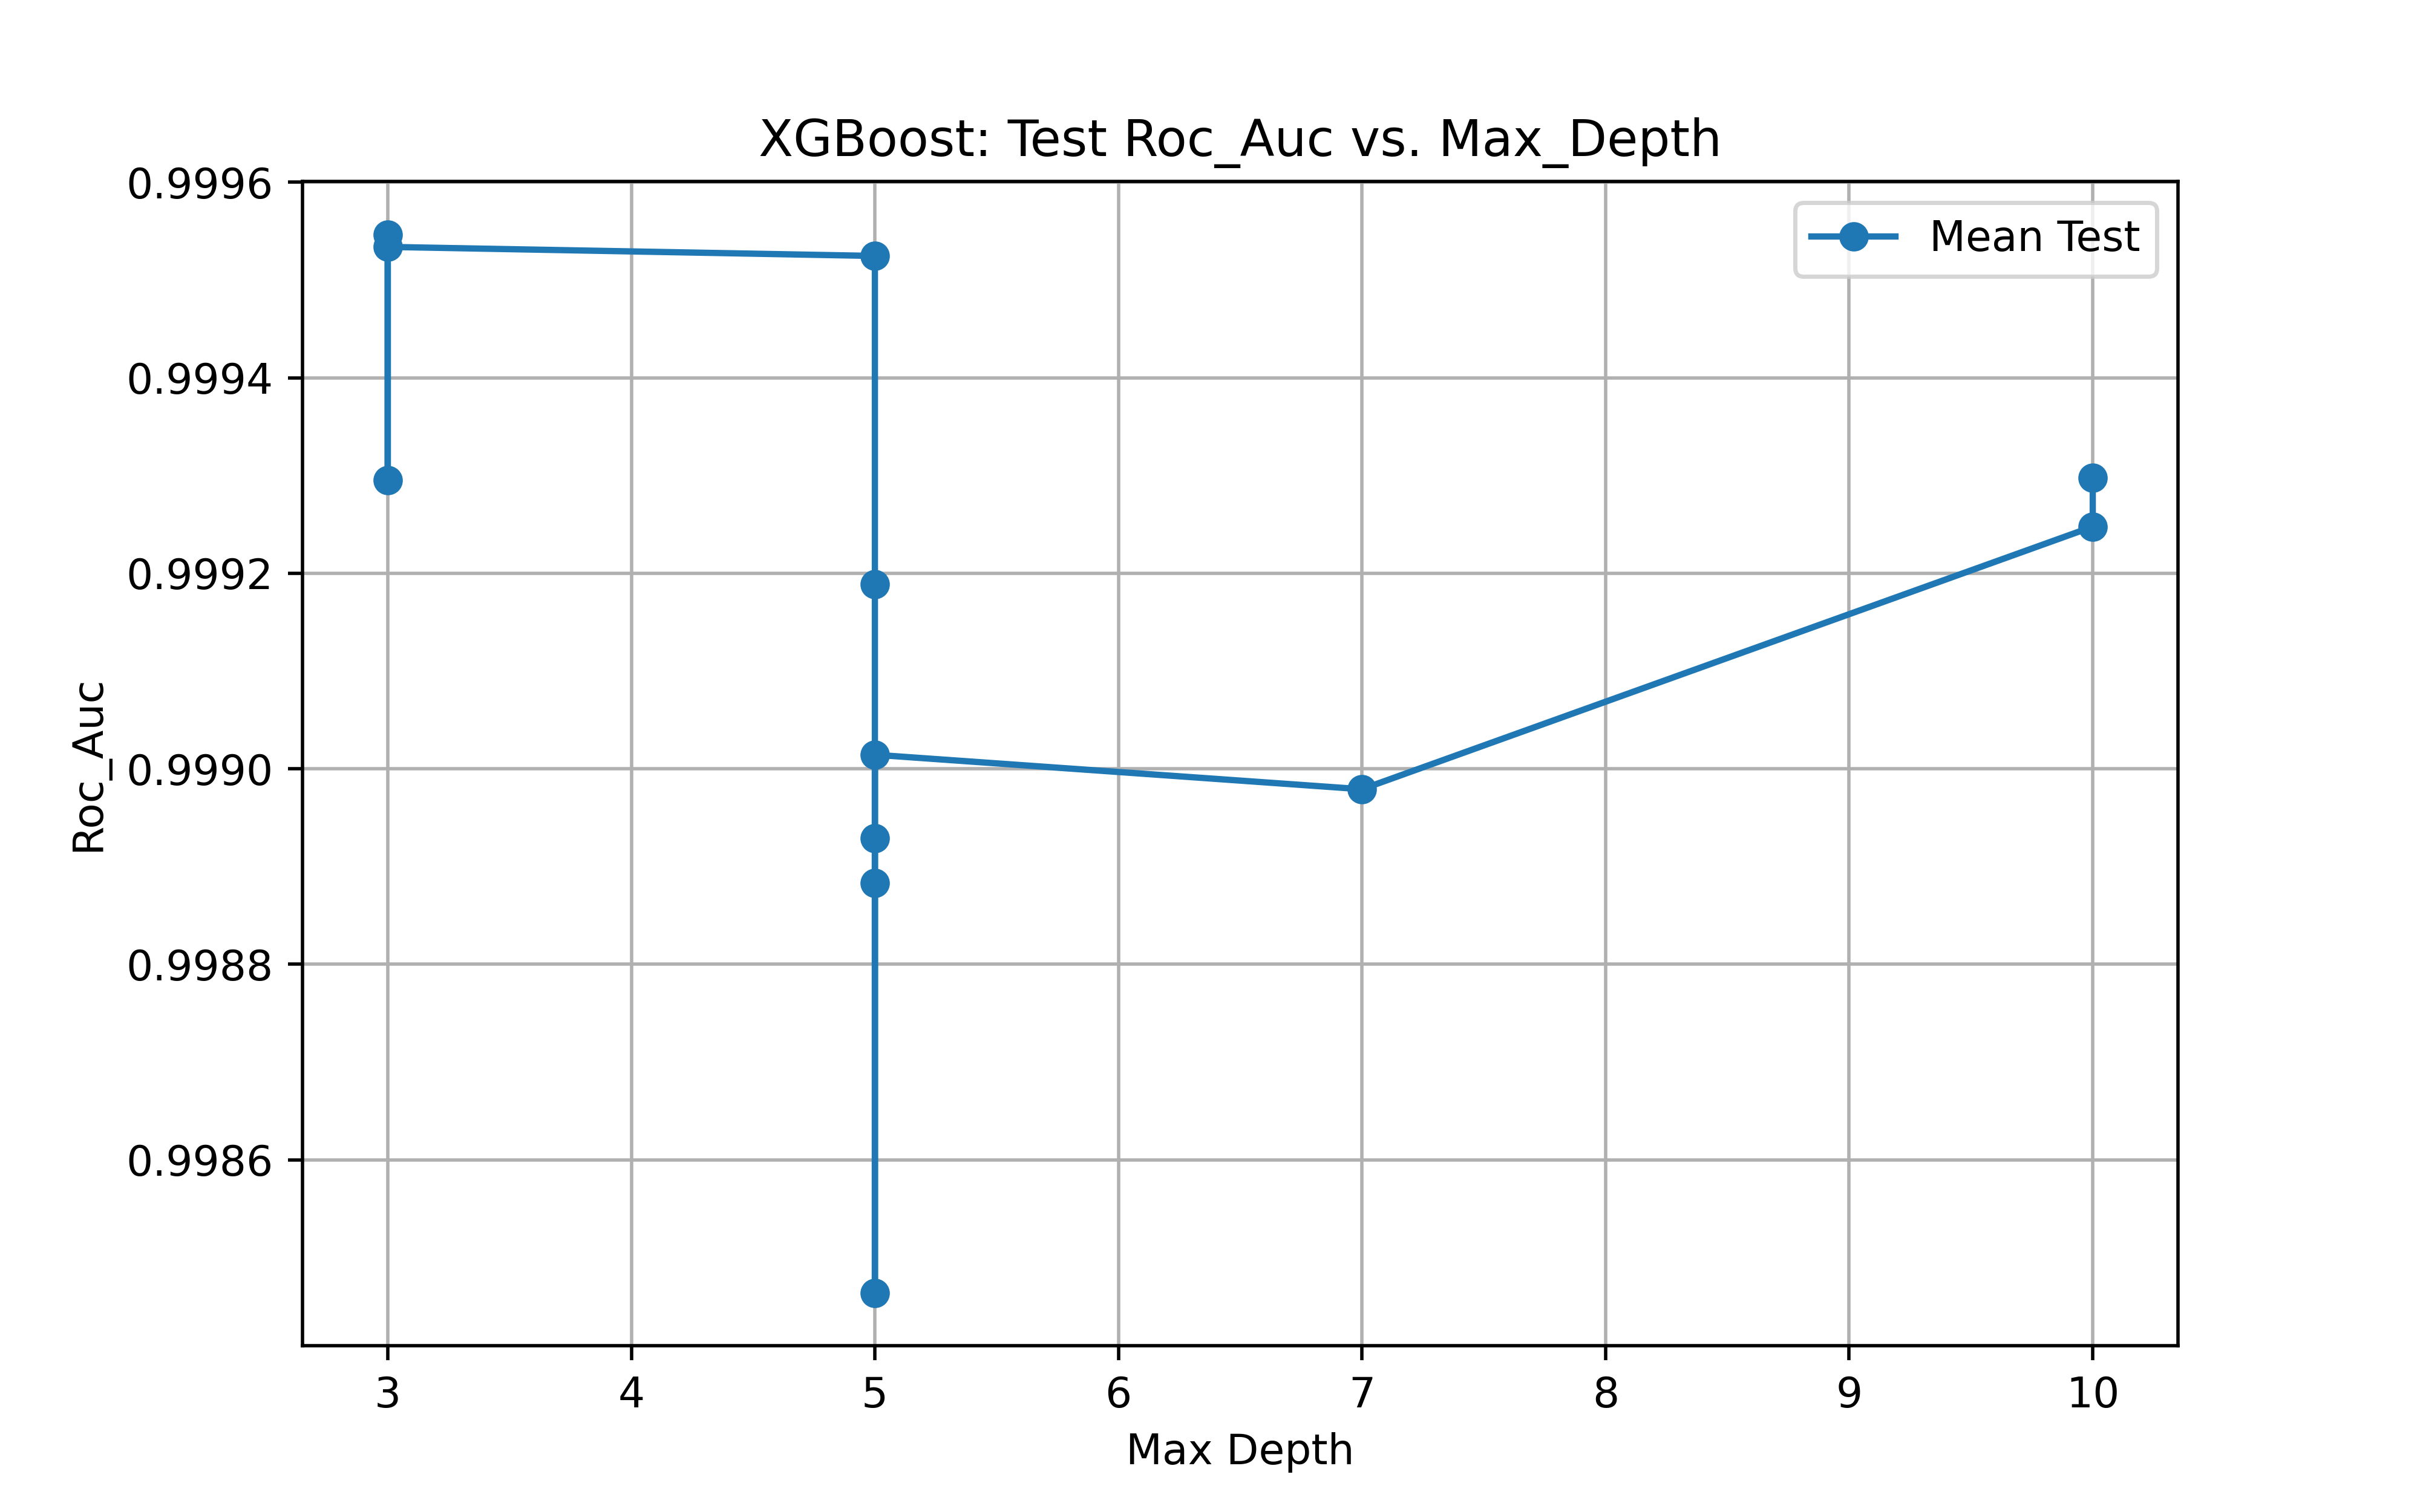 XGBoost: Test Roc_Auc vs. Max_Depth
Mean Test
0.9996
0.9994
0.9992
0.9990
0.9988
0.9986
Roc_Auc
3 4 5 6 7 8 9 10
Max Depth